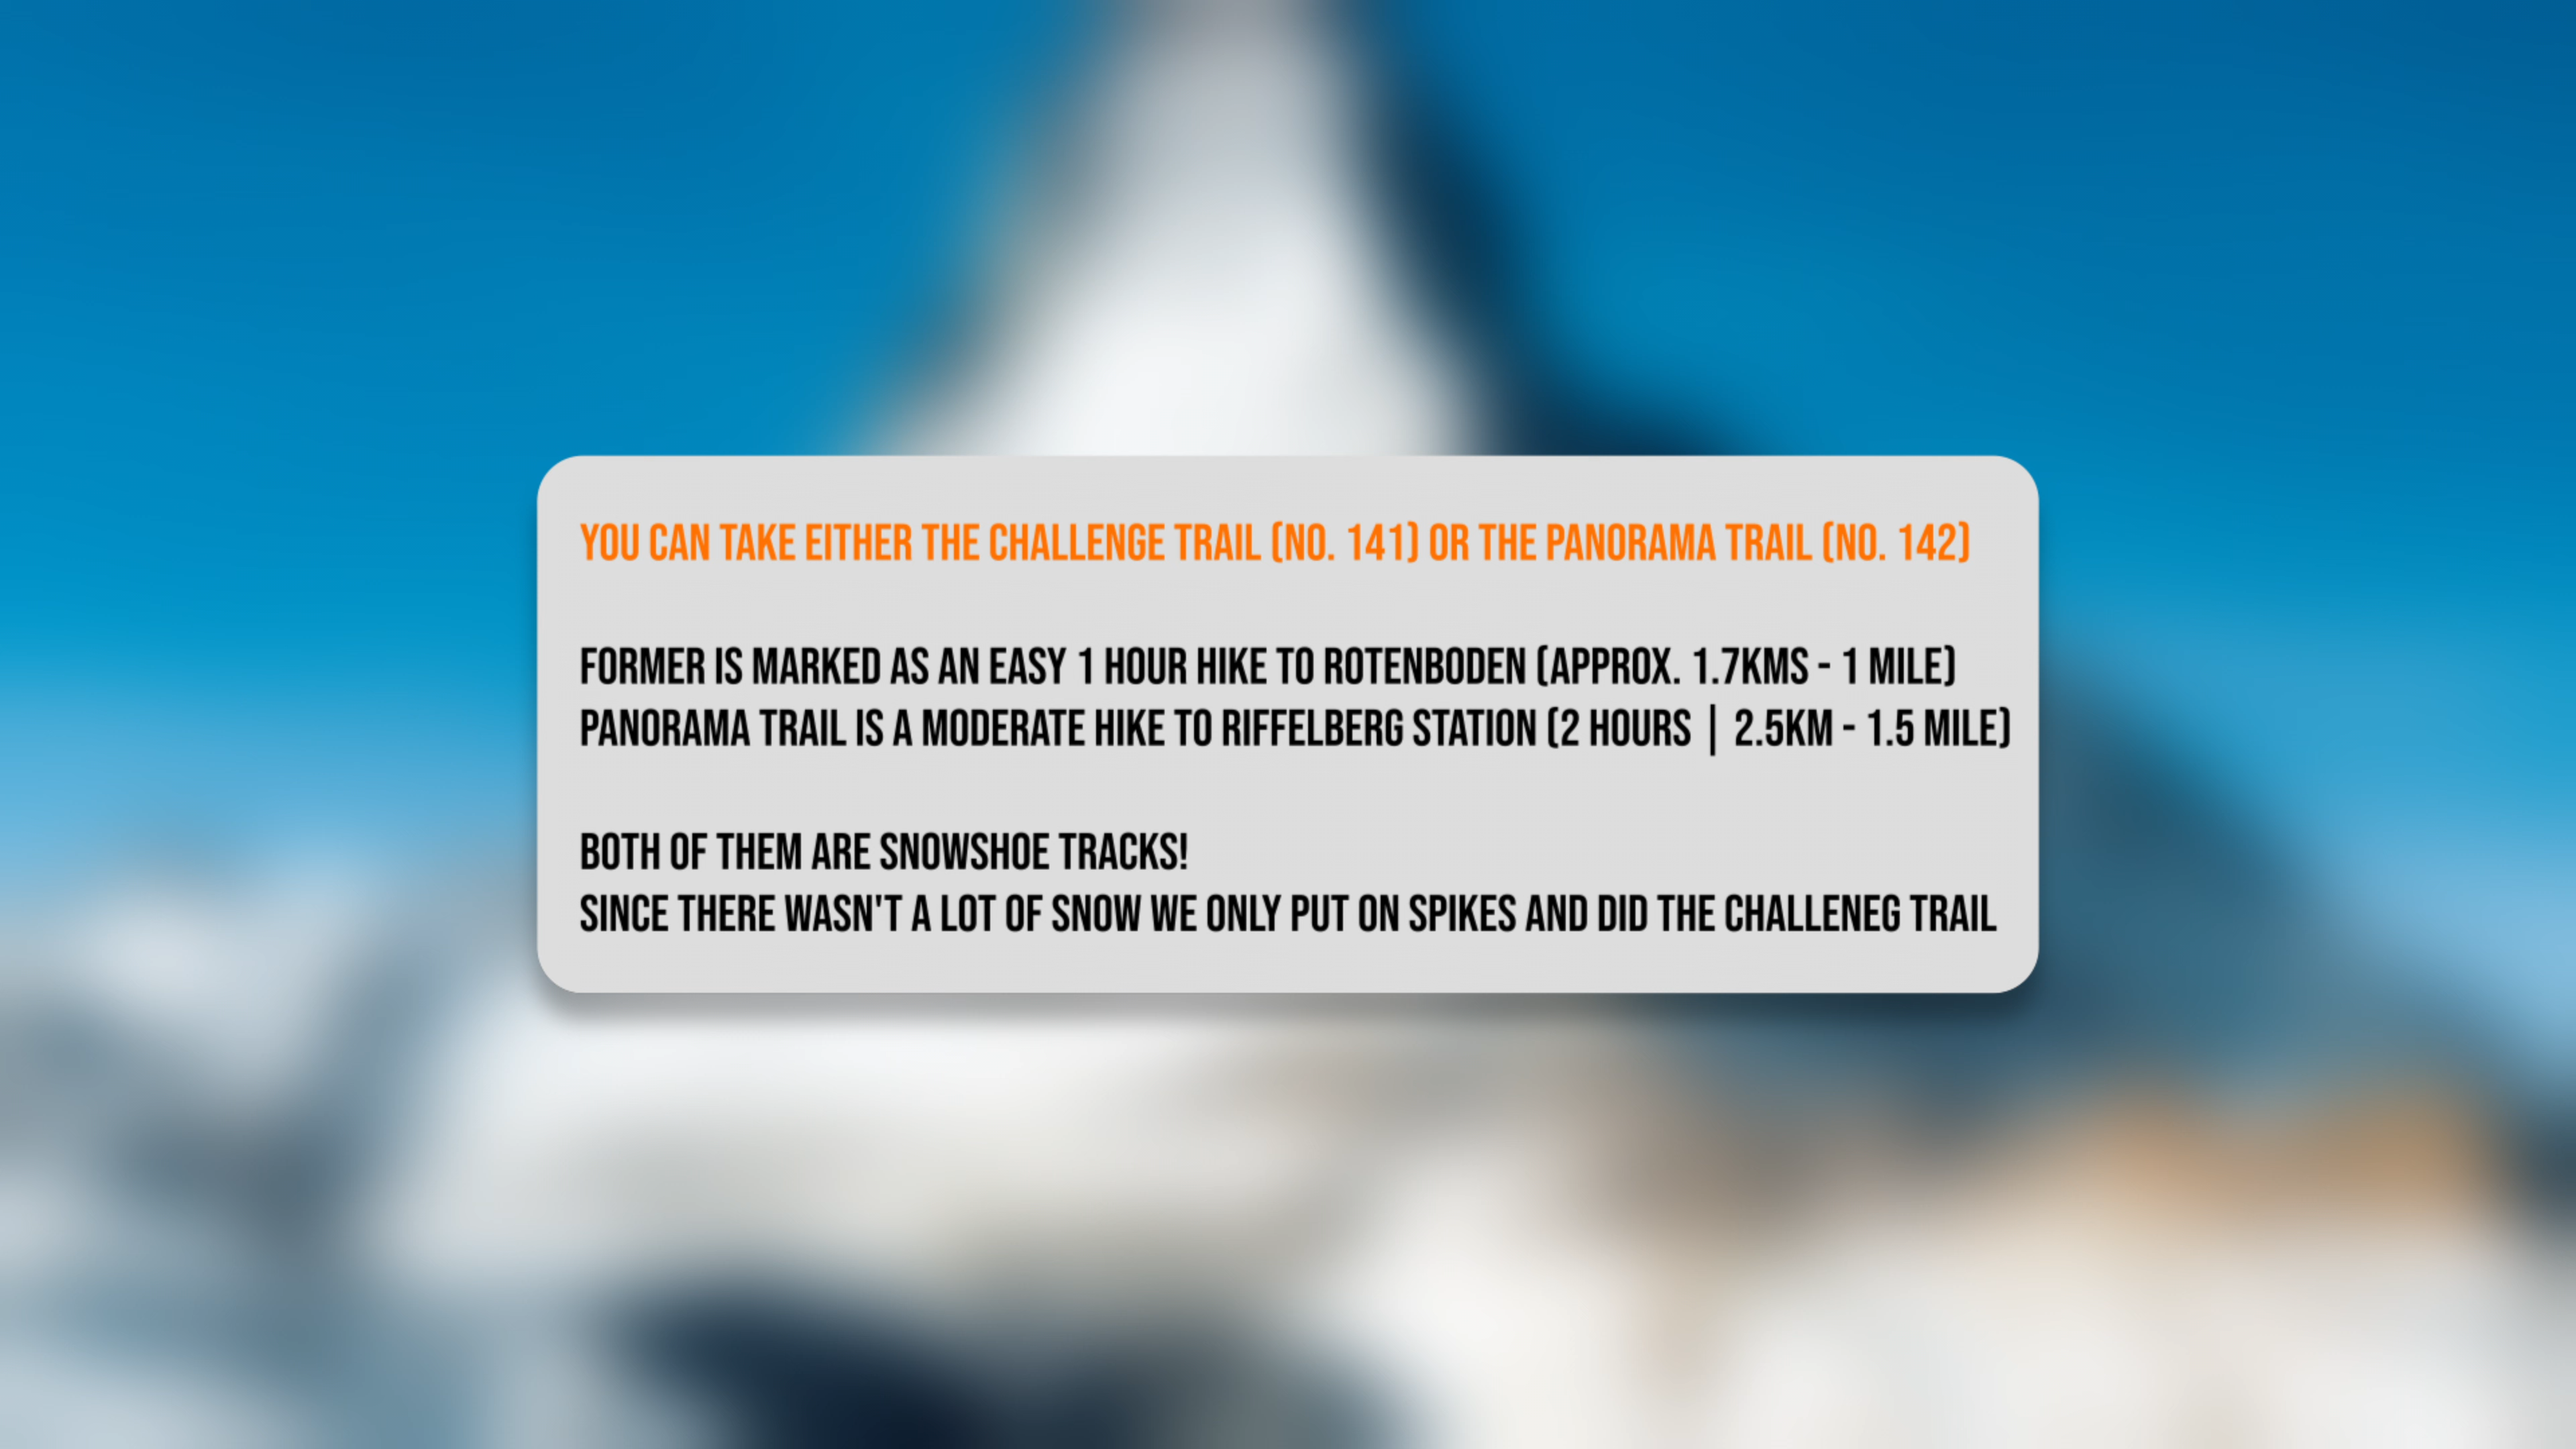 YOU CAN TAKE EITHER THE CHALLENGE TRAIL (NO. 141) OR THE PANORAMA TRAIL (NO. 142)
FORMER IS MARKED AS AN EASY 1 HOUR HIKE TO ROTENBODEN (APPROX. 1.7KMS - 1 MILE)
PANORAMA TRAIL IS A MODERATE HIKE TO RIFFELBERG STATION (2 HOURS | 2.5KM - 1.5 MILE)
BOTH OF THEM ARE SNOWSHOE TRACKS!
SINCE THERE WASN'T A LOT OF SNOW WE ONLY PUT ON SPIKES AND DID THE CHALLENEG TRAIL